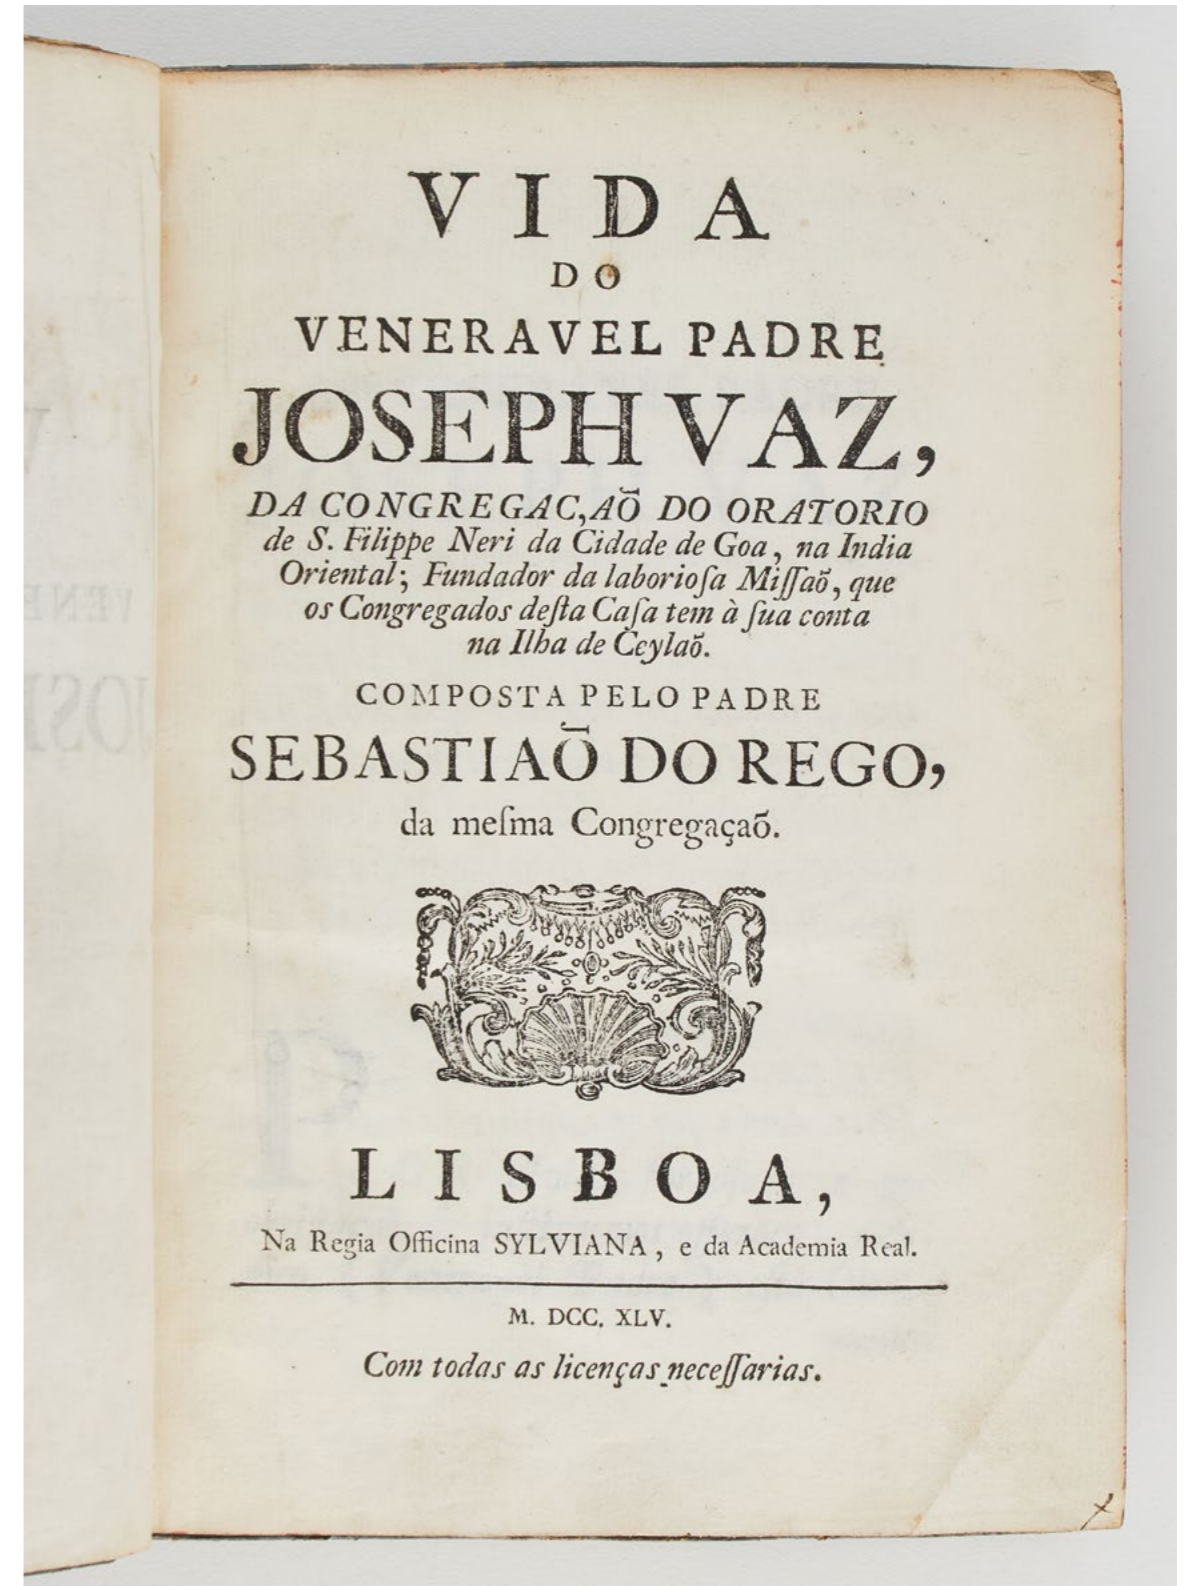 VIDA
DO
VENERAVEL PADRE
JOSEPH VAZ,
DA CONGREGAC,AÕ DO ORATORIO
de S. Filippe Neri da Cidade de Goa, na India
Oriental; Fundador da laborioſa Miſſaõ, que
os Congregados deſta Caſa tem à ſua conta
na Ilha de Ceylaõ.
COMPOSTA PELO PADRE
SEBASTIAÕ DO REGO,
da meſma Congregaçaõ.
LISBOA,
Na Regia Officina SYLVIANA, e da Academia Real.
M. DCC. XLV.
Com todas as licenças neceſſarias.